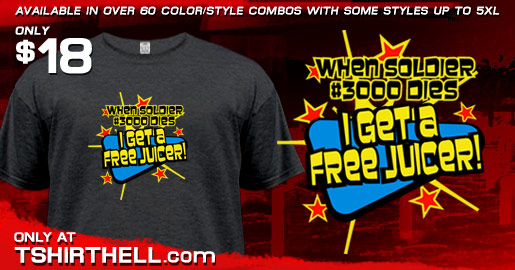 AVAILABLE IN OVER 60 COLOR/STYLE COMBOS WITH SOME STYLES UP TO 5XL
ONLY
$18
WHEN SOLDIER
#3000 DIES
I GET A
FREE JUICER!
WHEN SOLDIER
#3000 DIES
I GET A
FREE JUICER!
ONLY AT
TSHIRTHELL.com